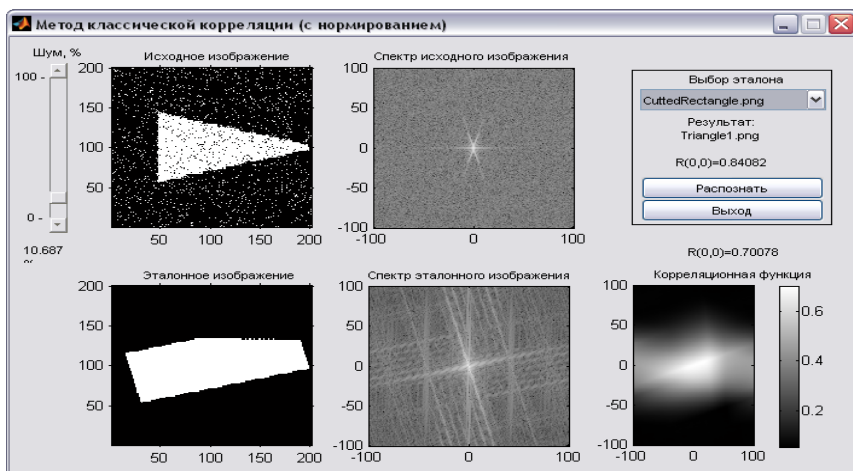 Метод классической корреляции (с нормированием)
Шум, %
100 -
0 -
10.687
%
Исходное изображение
200
150
100
50
50 100 150 200
Спектр исходного изображения
100
50
0
-50
-100
-100 0 100
Выбор эталона
CuttedRectangle.png
Результат:
Triangle1.png
R(0,0)=0.84082
Распознать
Выход
Эталонное изображение
200
150
100
50
50 100 150 200
Спектр эталонного изображения
100
50
0
-50
-100
-100 0 100
R(0,0)=0.70078
Корреляционная функция
100
50
0
-50
-100
-100 0 100
0.6
0.4
0.2